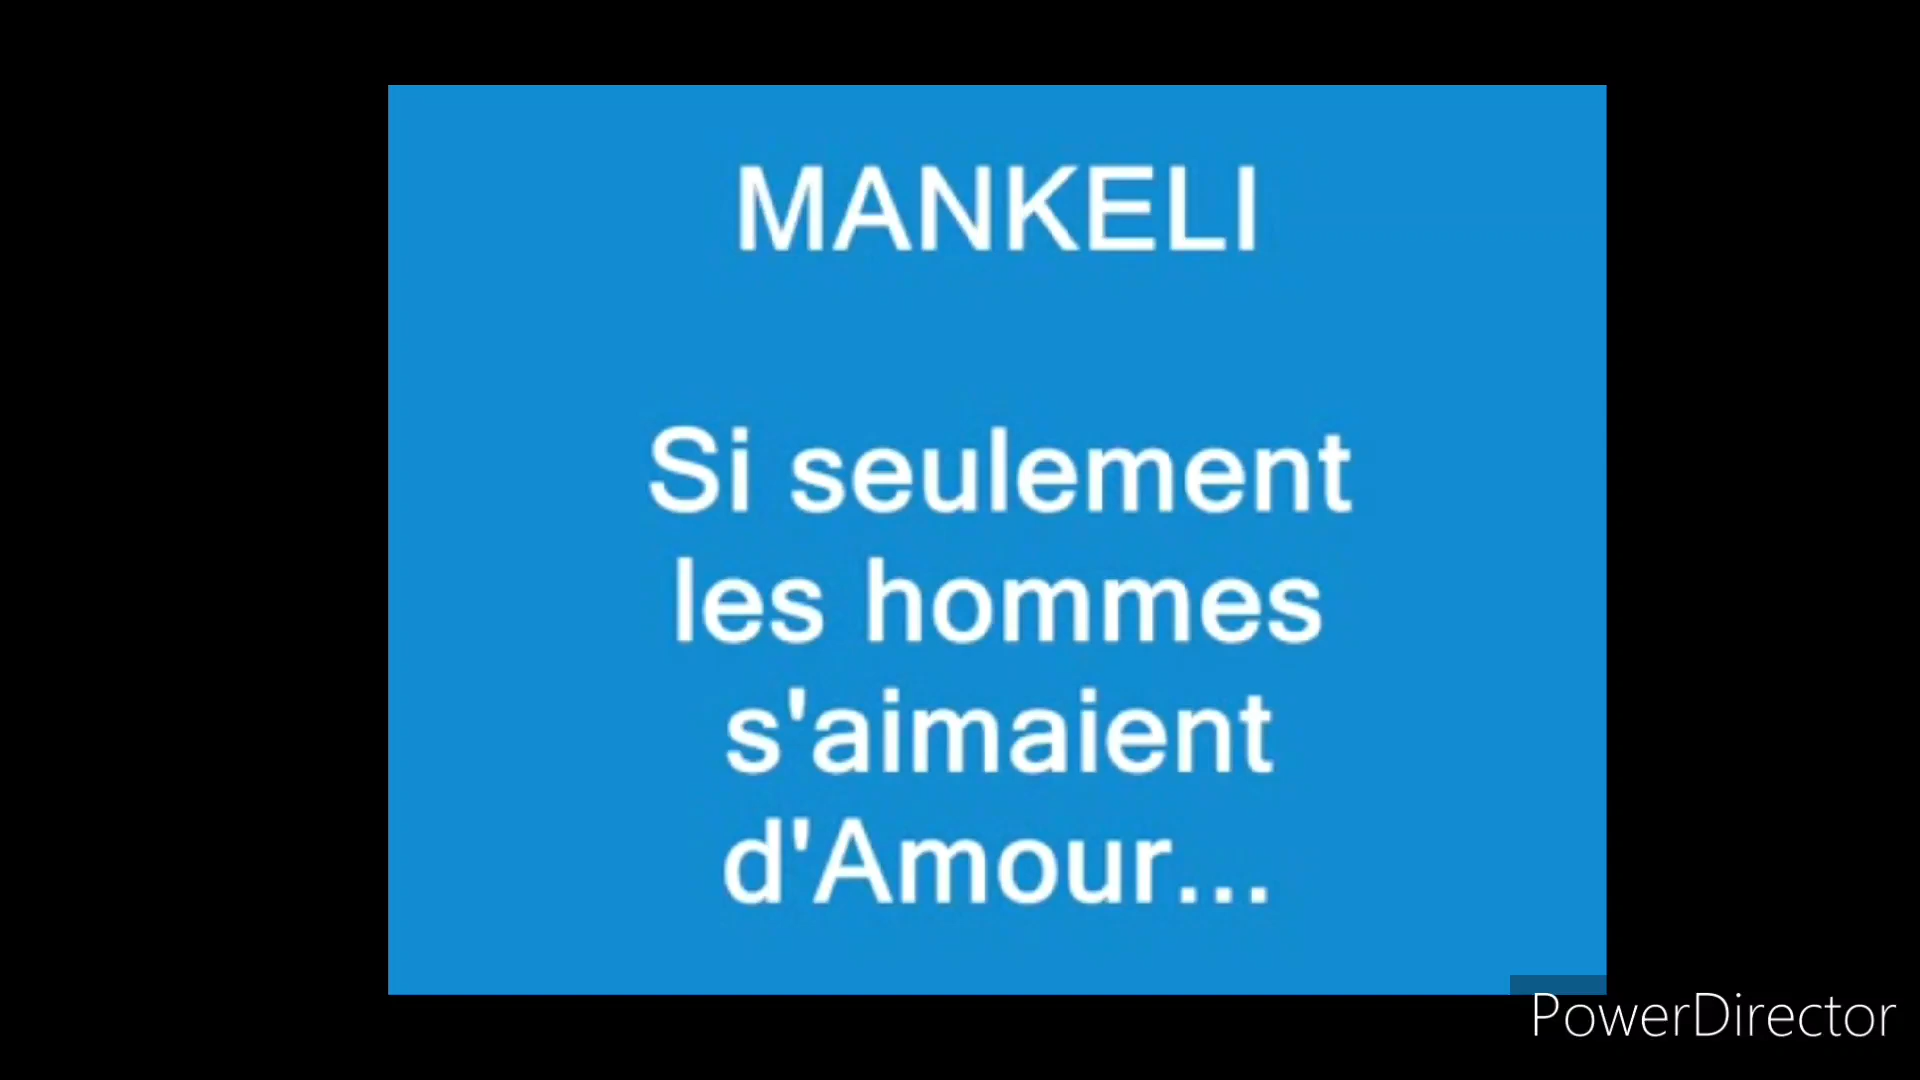 MANKELI
Si seulement
les hommes
s'aimaient
d'Amour...
PowerDirector